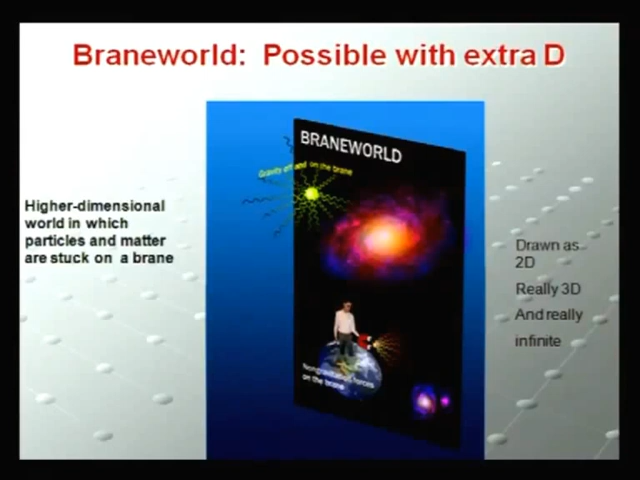 Braneworld: Possible with extra D
BRANEWORLD
Gravity off and on the brane
Higher-dimensional
world in which
particles and matter
are stuck on a brane
Drawn as
2D
Really 3D
And really
infinite
Nongravitational forces
on the brane